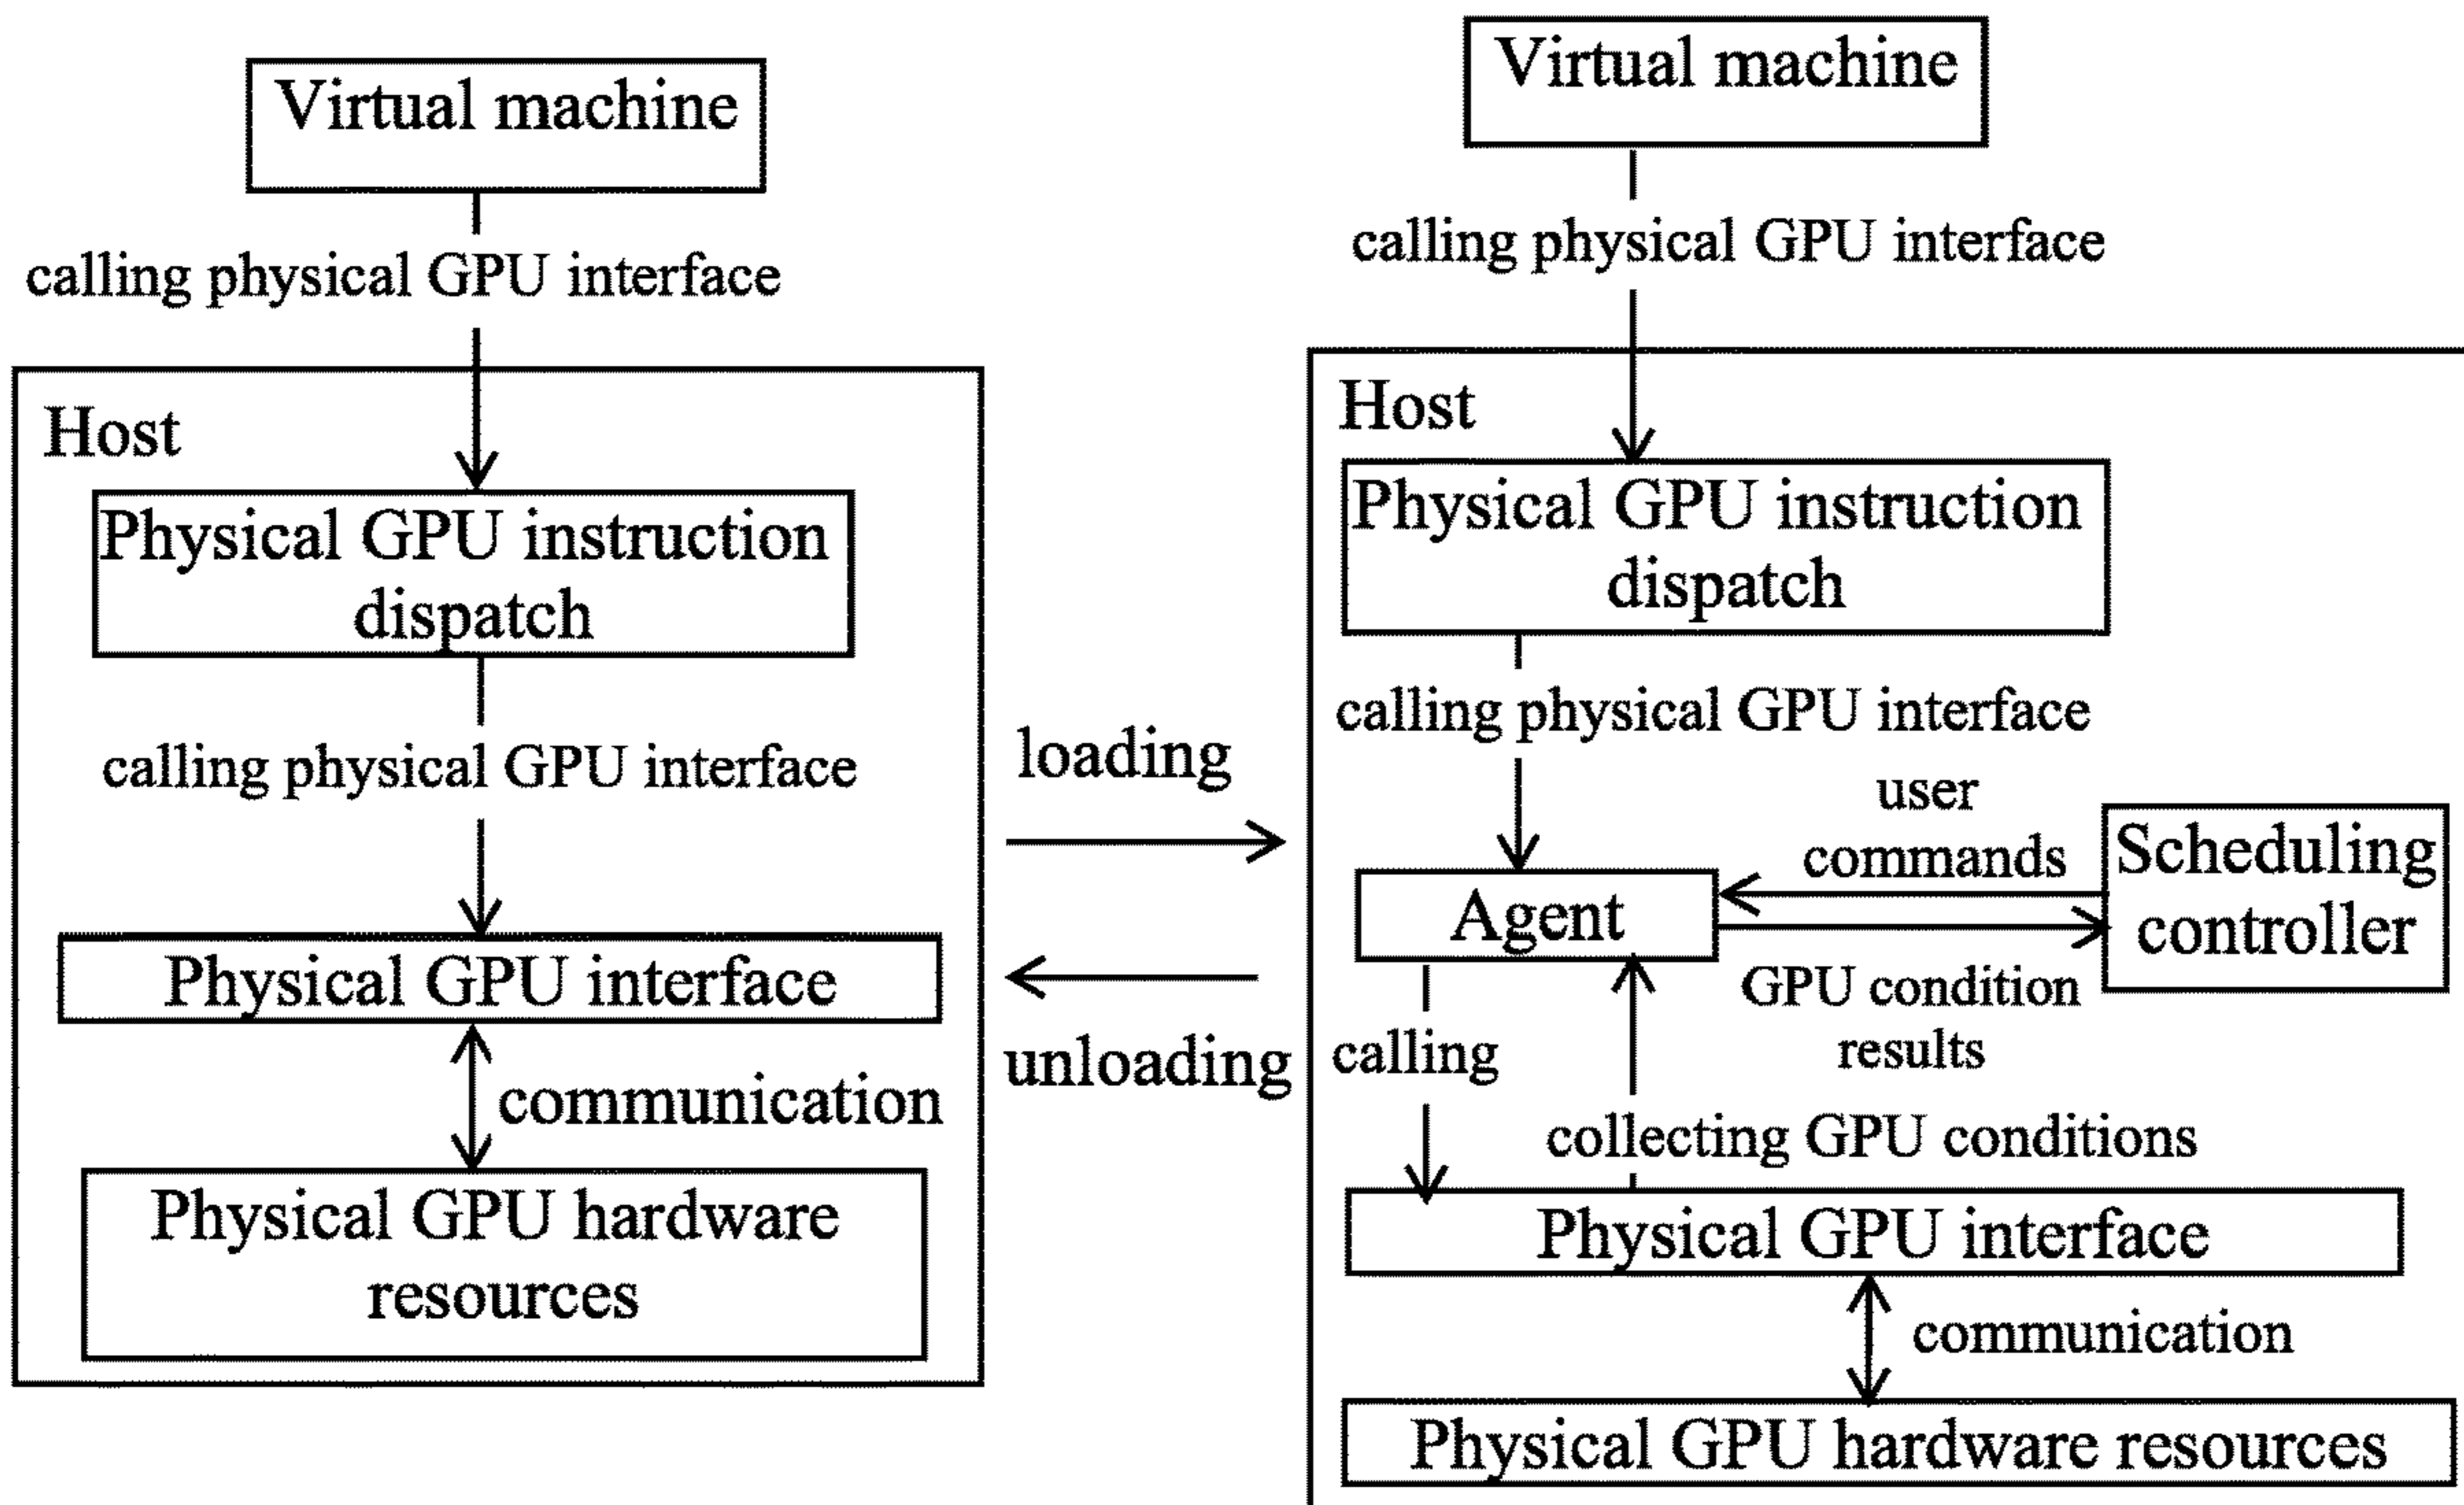 Virtual machine
calling physical GPU interface
Host
Physical GPU instruction
dispatch
calling physical GPU interface
Physical GPU interface
communication
Physical GPU hardware
resources
loading
unloading
Virtual machine
calling physical GPU interface
Host
Physical GPU instruction
dispatch
calling physical GPU interface
user
commands
Scheduling
controller
Agent
GPU condition
results
calling
collecting GPU conditions
Physical GPU interface
communication
Physical GPU hardware resources